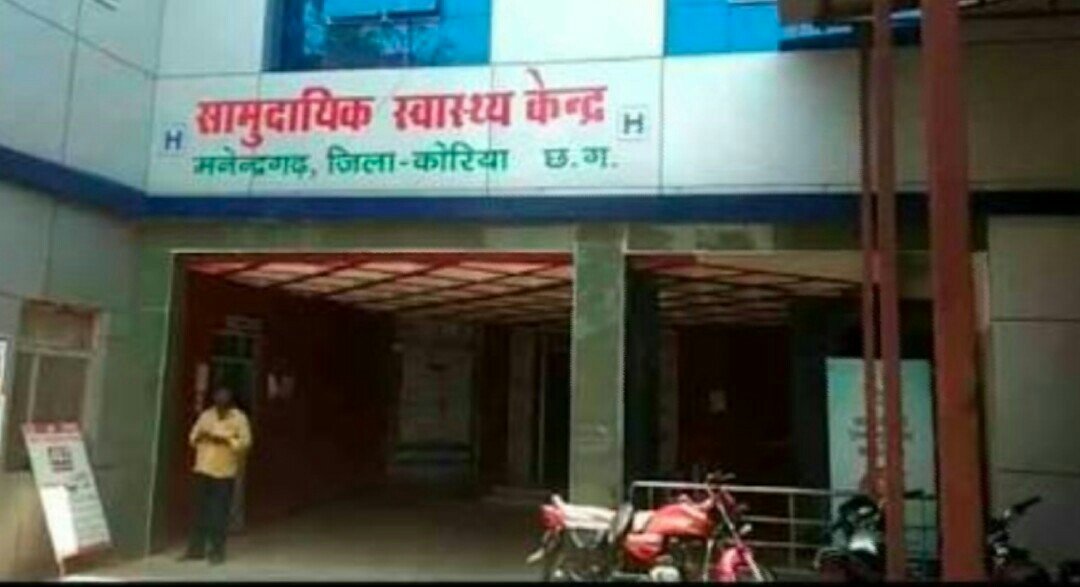 H सामुदायिक स्वास्थ्य केन्द्र H
मनेन्द्रगढ़, जिला-कोरिया छ.ग.